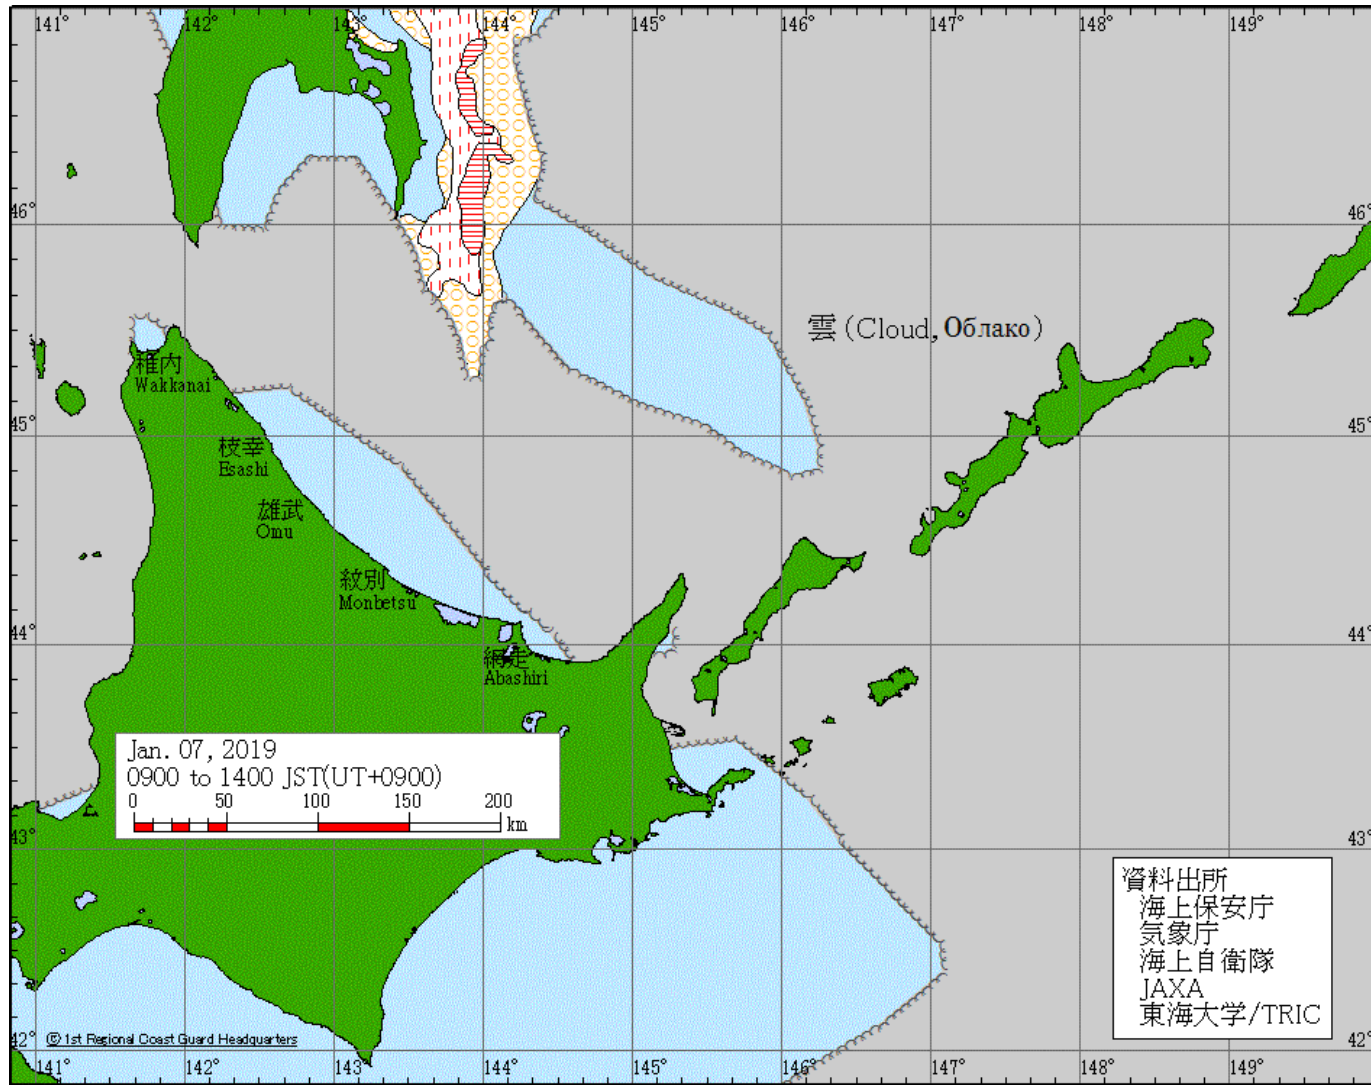 141° 142° 143° 144° 145° 146° 147° 148° 149°
46° 46°
雲(Cloud, Облако)
稚内
Wakkanai
45° 45°
枝幸
Esashi
雄武
Omu
紋別
Monbetsu
44° 44°
網走
Abashiri
Jan. 07, 2019
0900 to 1400 JST(UT+0900)
0 50 100 150 200
km
43° 43°
資料出所
海上保安庁
気象庁
海上自衛隊
JAXA
東海大学/TRIC
42° 42°
© 1st Regional Coast Guard Headquarters
141° 142° 143° 144° 145° 146° 147° 148° 149°